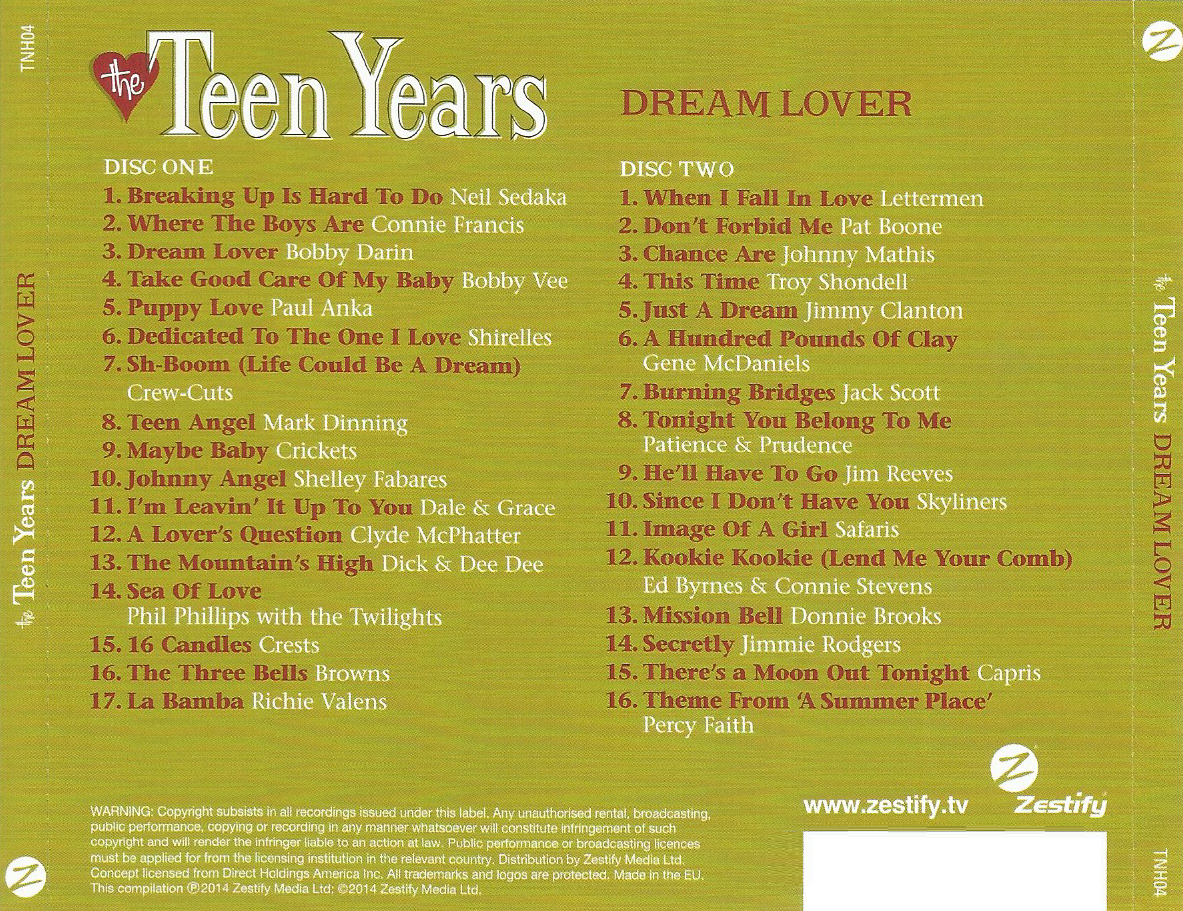 TNH04
the Teen Years DREAM LOVER
the Teen Years
DREAM LOVER
DISC ONE
1. Breaking Up Is Hard To Do Neil Sedaka
2. Where The Boys Are Connie Francis
3. Dream Lover Bobby Darin
4. Take Good Care Of My Baby Bobby Vee
5. Puppy Love Paul Anka
6. Dedicated To The One I Love Shirelles
7. Sh-Boom (Life Could Be A Dream)
Crew-Cuts
8. Teen Angel Mark Dinning
9. Maybe Baby Crickets
10. Johnny Angel Shelley Fabares
11. I'm Leavin' It Up To You Dale & Grace
12. A Lover's Question Clyde McPhatter
13. The Mountain's High Dick & Dee Dee
14. Sea Of Love
Phil Phillips with the Twilights
15. 16 Candles Crests
16. The Three Bells Browns
17. La Bamba Richie Valens
DISC TWO
1. When I Fall In Love Lettermen
2. Don't Forbid Me Pat Boone
3. Chance Are Johnny Mathis
4. This Time Troy Shondell
5. Just A Dream Jimmy Clanton
6. A Hundred Pounds Of Clay
Gene McDaniels
7. Burning Bridges Jack Scott
8. Tonight You Belong To Me
Patience & Prudence
9. He'll Have To Go Jim Reeves
10. Since I Don't Have You Skyliners
11. Image Of A Girl Safaris
12. Kookie Kookie (Lend Me Your Comb)
Ed Byrnes & Connie Stevens
13. Mission Bell Donnie Brooks
14. Secretly Jimmie Rodgers
15. There's a Moon Out Tonight Capris
16. Theme From 'A Summer Place'
Percy Faith
WARNING: Copyright subsists in all recordings issued under this label. Any unauthorised rental, broadcasting,
public performance, copying or recording in any manner whatsoever will constitute infringement of such
copyright and will render the infringer liable to an action at law. Public performance or broadcasting licences
must be applied for from the licensing institution in the relevant country. Distribution by Zestify Media Ltd.
Concept licensed from Direct Holdings America Inc. All trademarks and logos are protected. Made in the EU.
This compilation ℗2014 Zestify Media Ltd; ©2014 Zestify Media Ltd.
www.zestify.tv
Z
Zestify
Z
Z
the Teen Years DREAM LOVER
TNH04